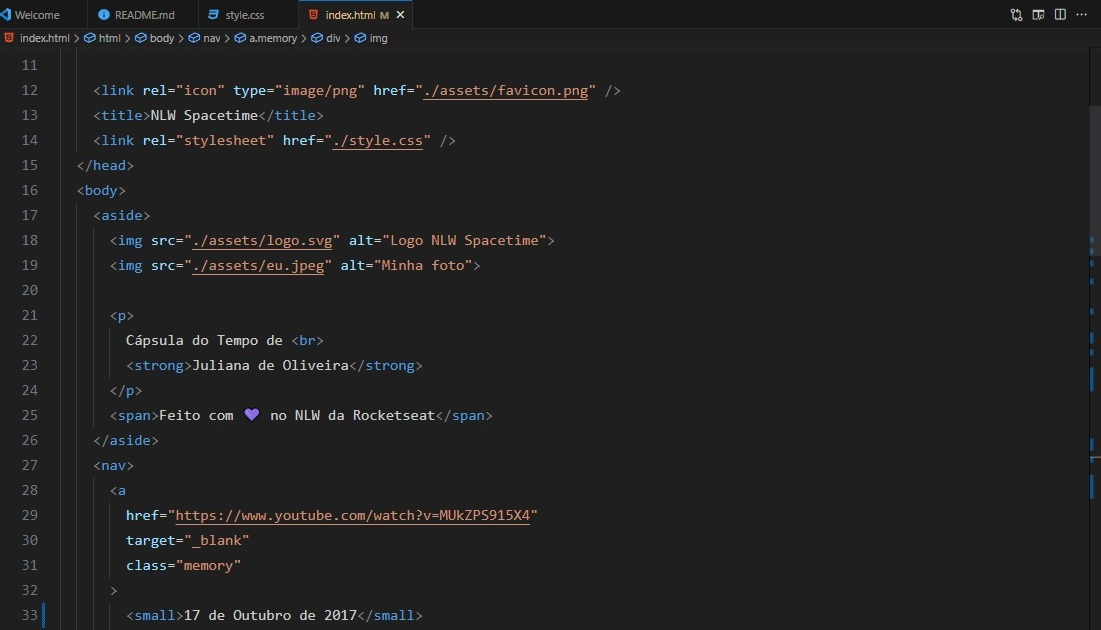 Welcome README.md style.css index.html M
index.html > html > body > nav > a.memory > div > img
11
12 <link rel="icon" type="image/png" href="./assets/favicon.png" />
13 <title>NLW Spacetime</title>
14 <link rel="stylesheet" href="./style.css" />
15 </head>
16 <body>
17 <aside>
18 <img src="./assets/logo.svg" alt="Logo NLW Spacetime">
19 <img src="./assets/eu.jpeg" alt="Minha foto">
20
21 <p>
22 Cápsula do Tempo de <br>
23 <strong>Juliana de Oliveira</strong>
24 </p>
25 <span>Feito com 💜 no NLW da Rocketseat</span>
26 </aside>
27 <nav>
28 <a
29 href="https://www.youtube.com/watch?v=MUkZPS915X4"
30 target="_blank"
31 class="memory"
32 >
33 <small>17 de Outubro de 2017</small>